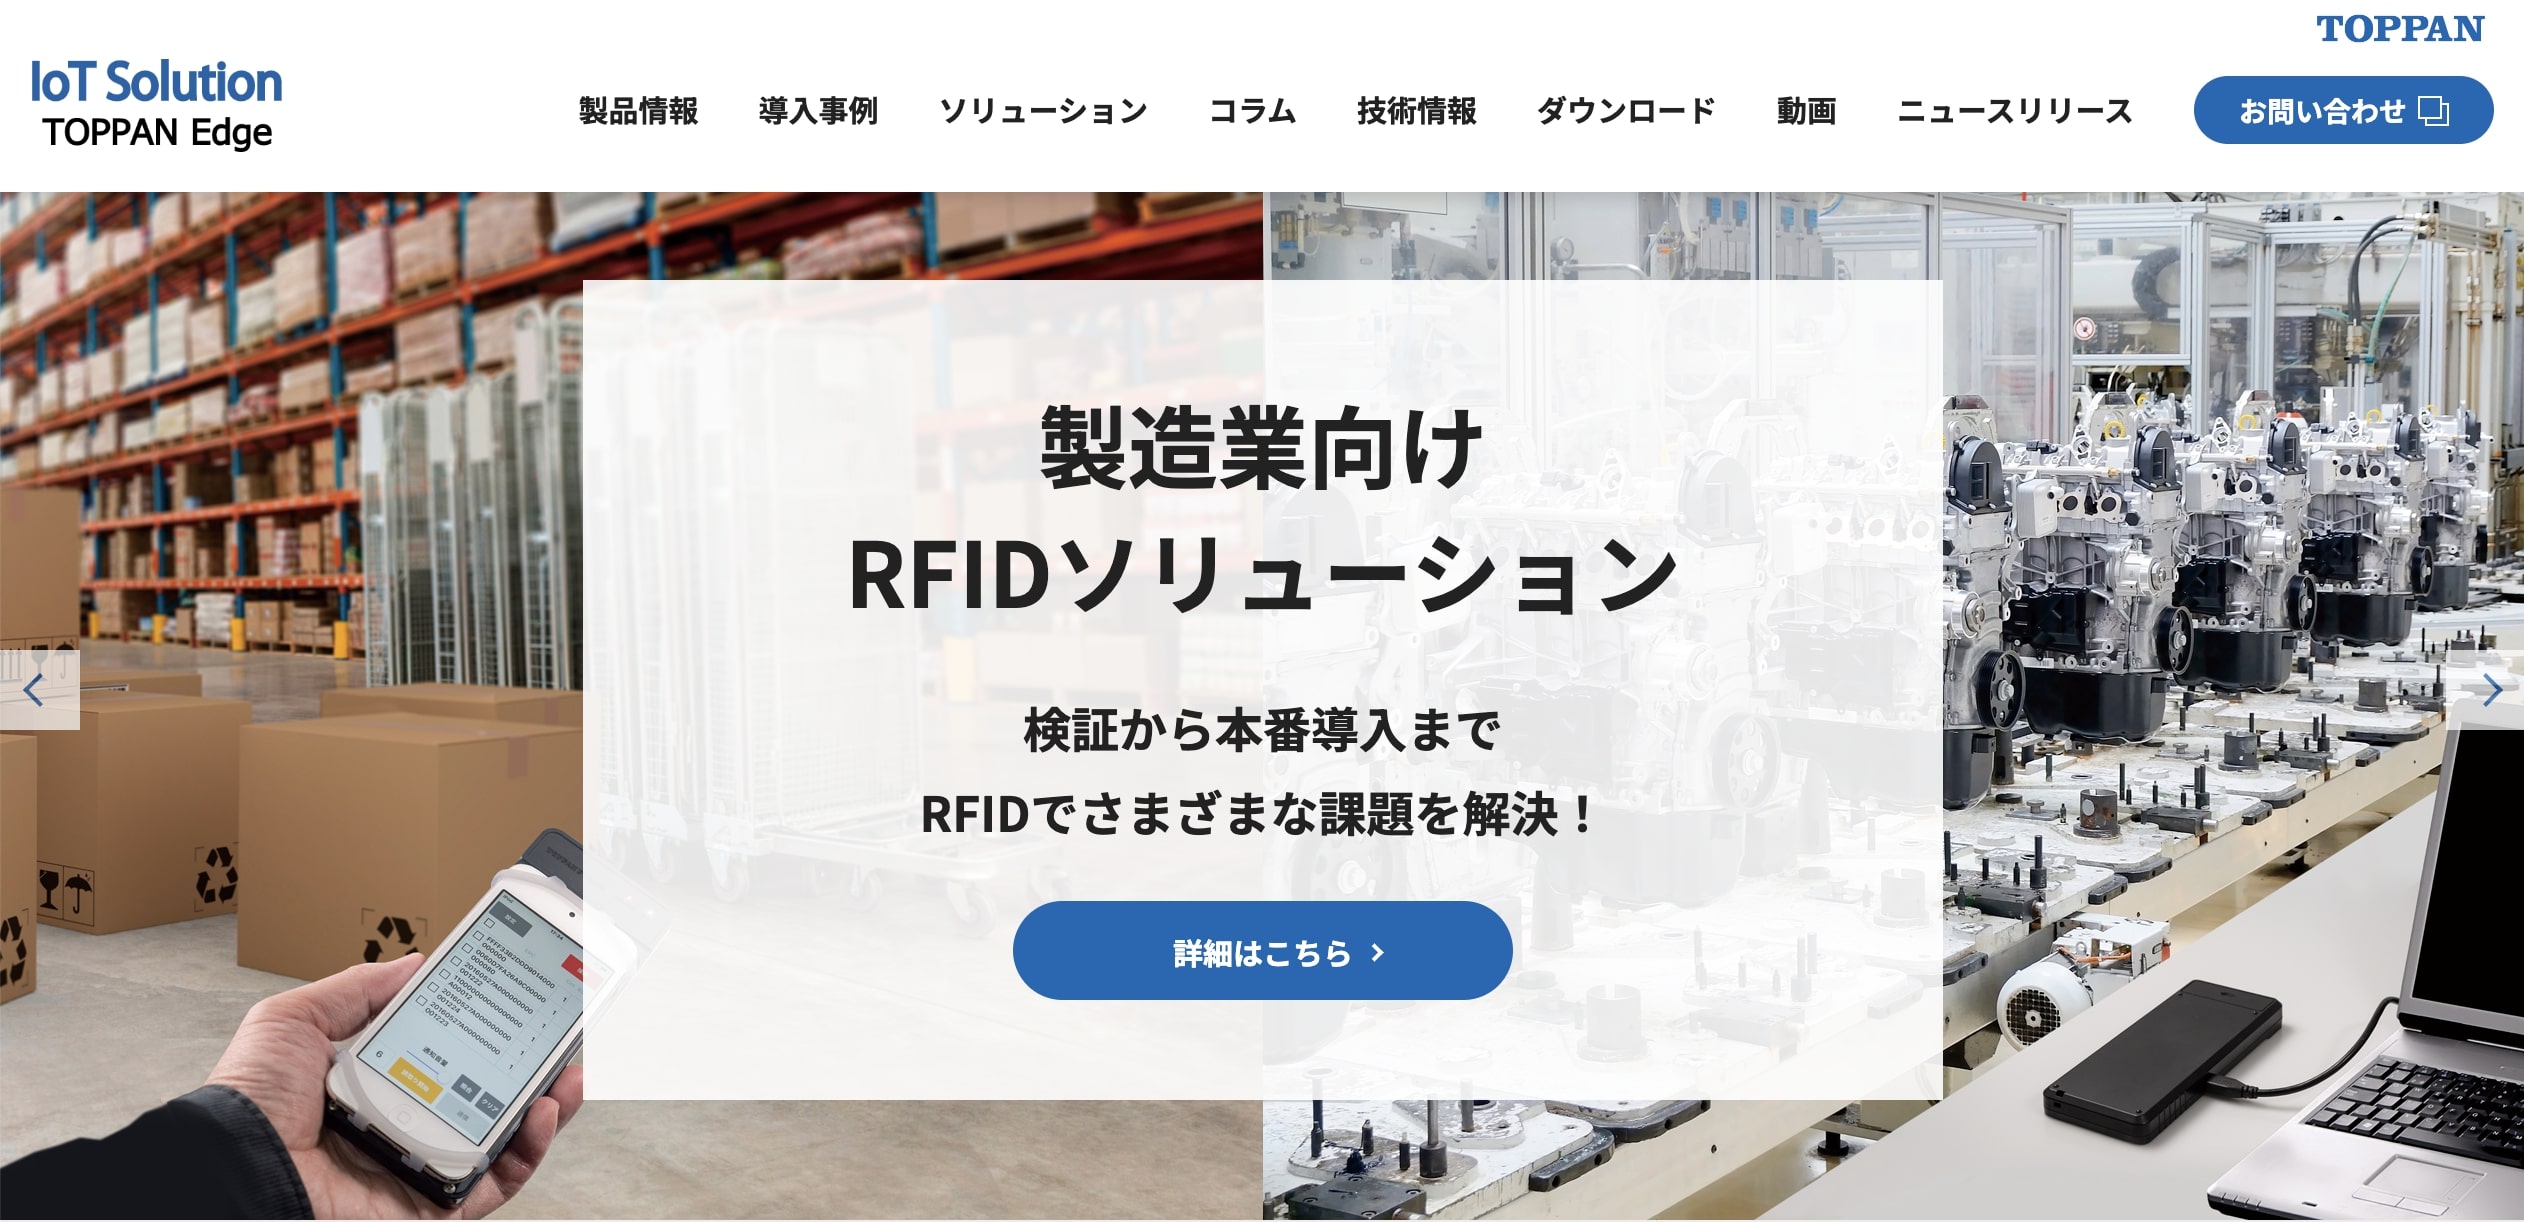 TOPPAN
IoT Solution
TOPPAN Edge
製品情報
導入事例
ソリューション
コラム
技術情報
ダウンロード
動画
ニュースリリース
お問い合わせ
製造業向け
RFIDソリューション
検証から本番導入まで
RFIDでさまざまな課題を解決！
詳細はこちら